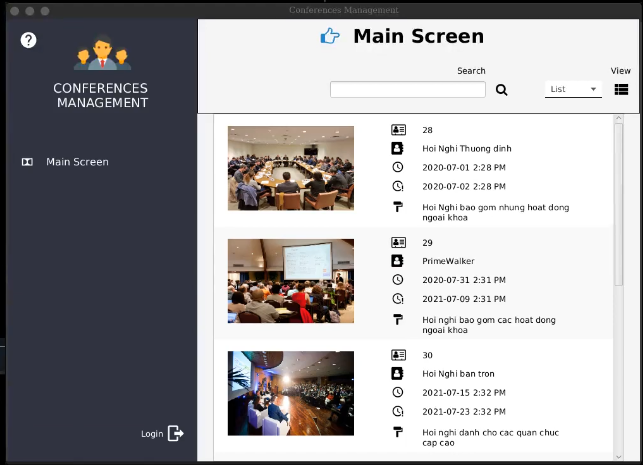 Conferences Management
CONFERENCES
MANAGEMENT
Main Screen
Login
Main Screen
Search
View
List
28
Hoi Nghi Thuong dinh
2020-07-01 2:28 PM
2020-07-02 2:28 PM
Hoi Nghi bao gom nhung hoat dong
ngoai khoa
29
PrimeWalker
2020-07-31 2:31 PM
2021-07-09 2:31 PM
Hoi nghi bao gom cac hoat dong
ngoai khoa
30
Hoi Nghi ban tron
2021-07-15 2:32 PM
2021-07-23 2:32 PM
Hoi nghi danh cho cac quan chuc
cap cao